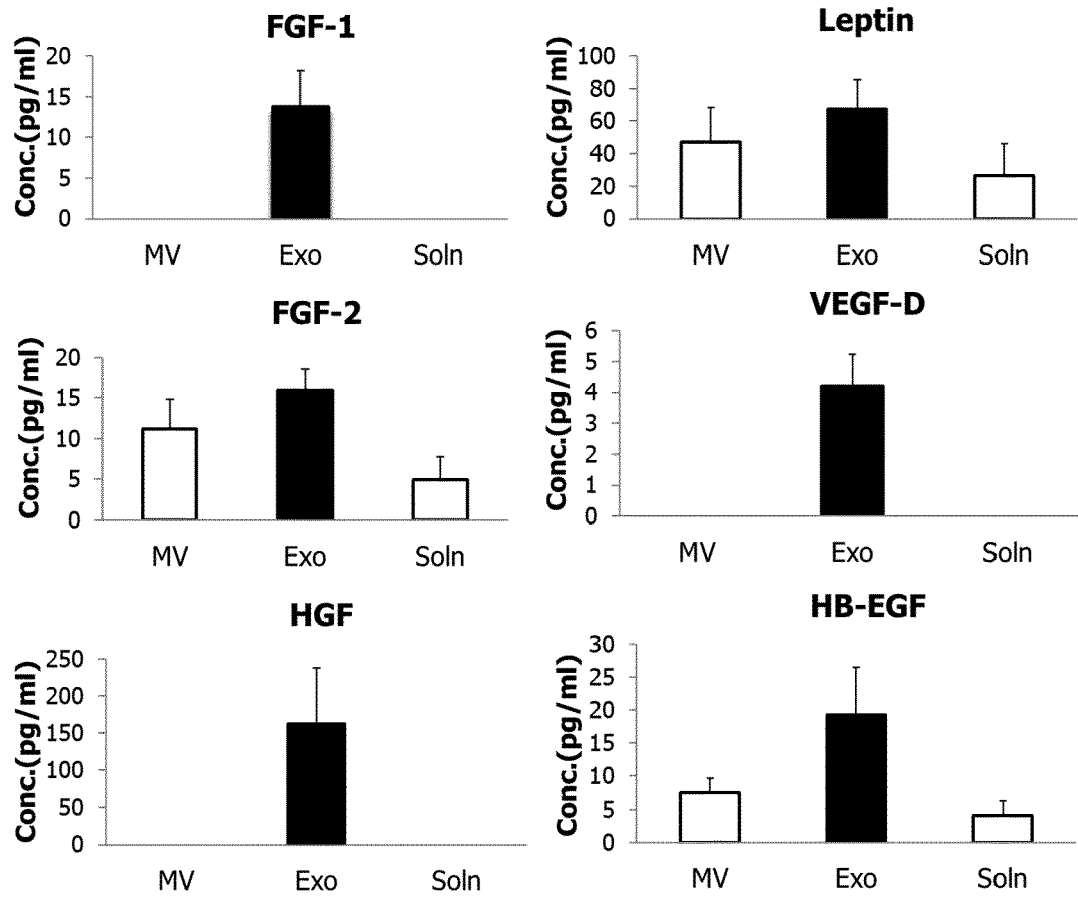 FGF-1
Conc.(pg/ml)
20
15
10
5
0
MV Exo Soln
Leptin
Conc.(pg/ml)
100
80
60
40
20
0
MV Exo Soln
FGF-2
Conc.(pg/ml)
20
15
10
5
0
MV Exo Soln
VEGF-D
Conc.(pg/ml)
6
5
4
3
2
1
0
MV Exo Soln
HGF
Conc.(pg/ml)
250
200
150
100
50
0
MV Exo Soln
HB-EGF
Conc.(pg/ml)
30
25
20
15
10
5
0
MV Exo Soln